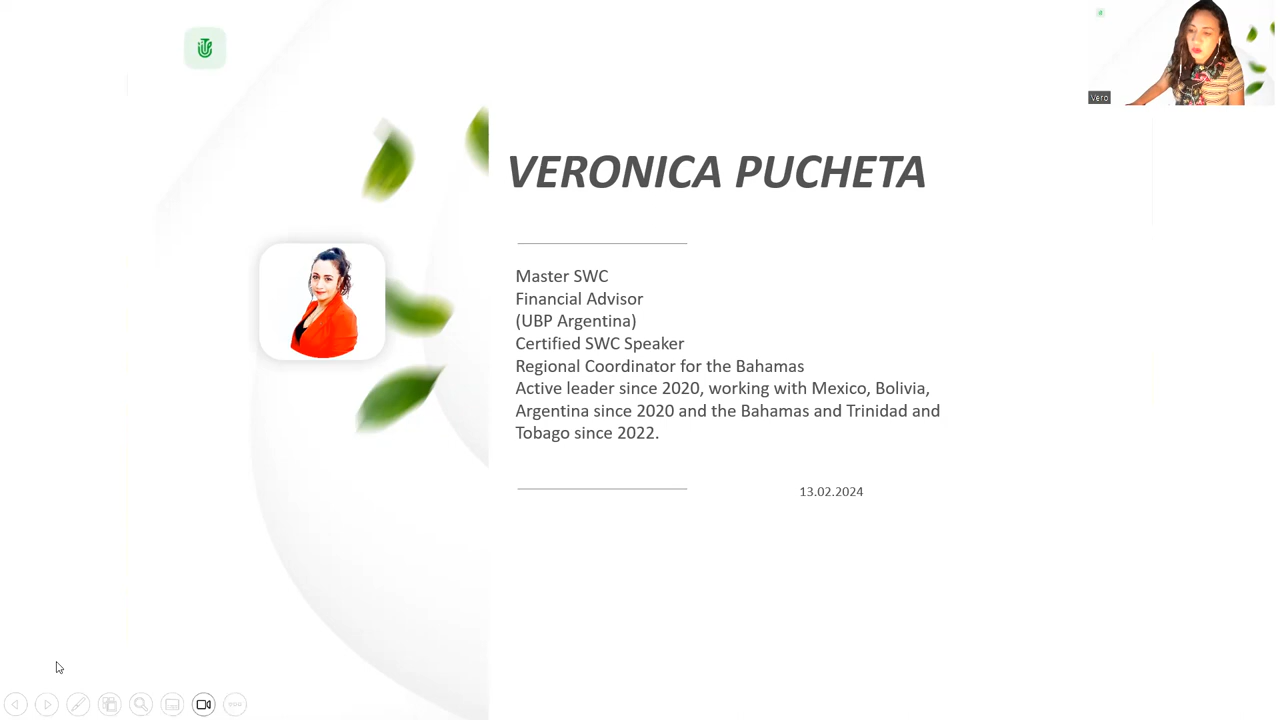 Vero
VERONICA PUCHETA
Master SWC
Financial Advisor
(UBP Argentina)
Certified SWC Speaker
Regional Coordinator for the Bahamas
Active leader since 2020, working with Mexico, Bolivia,
Argentina since 2020 and the Bahamas and Trinidad and
Tobago since 2022.
13.02.2024